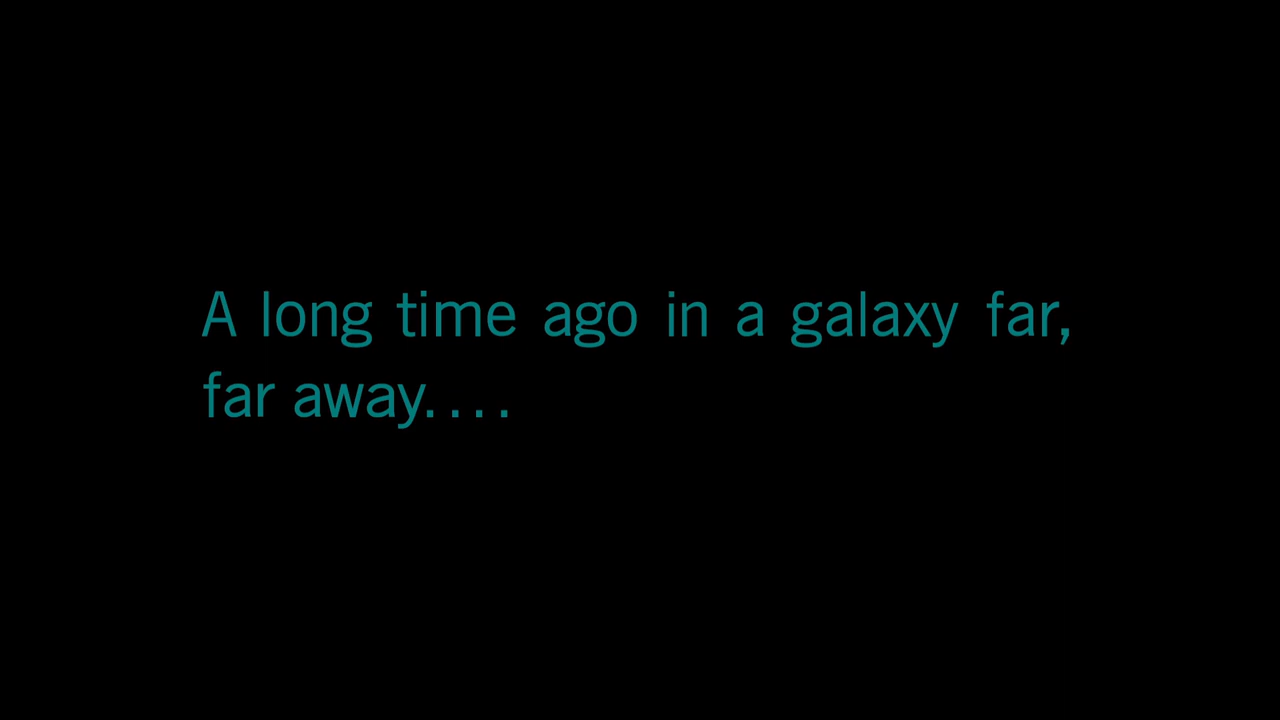 A long time ago in a galaxy far,
far away. . . .